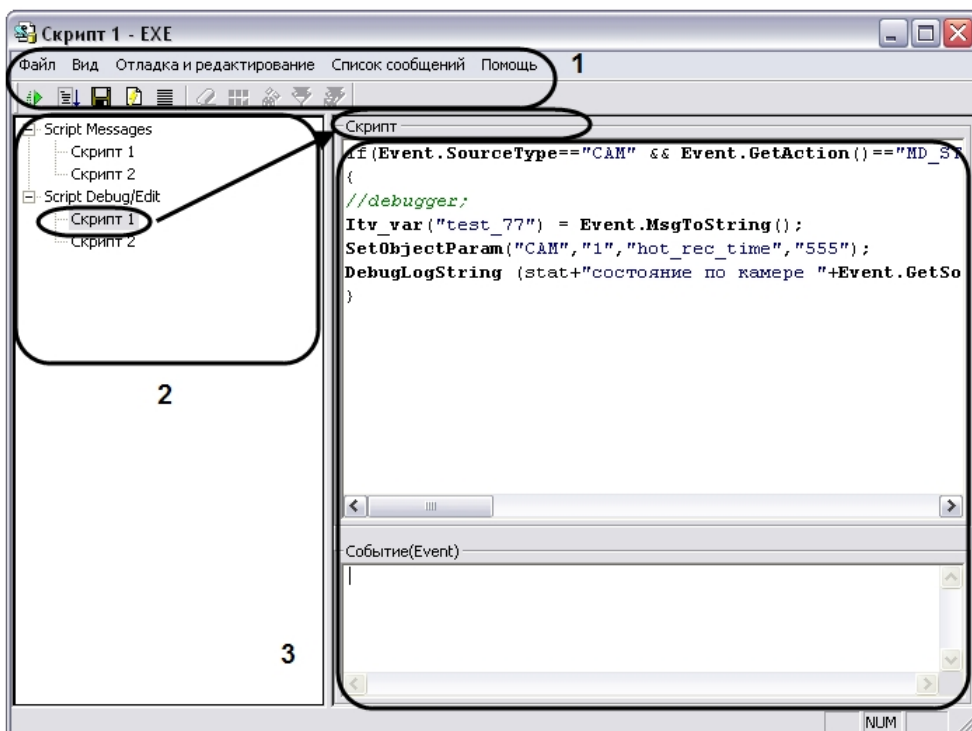 Скрипт 1 - EXE
Файл Вид Отладка и редактирование Список сообщений Помощь
1
Script Messages
Скрипт 1
Скрипт 2
Script Debug/Edit
Скрипт 1
Скрипт 2
2
3
Скрипт
if(Event.SourceType=="CAM" && Event.GetAction()=="MD_ST
{
//debugger;
Itv_var("test_77") = Event.MsgToString();
SetObjectParam("CAM","1","hot_rec_time","555");
DebugLogString (stat+"состояние по камере "+Event.GetSo
}
Событие(Event)
NUM